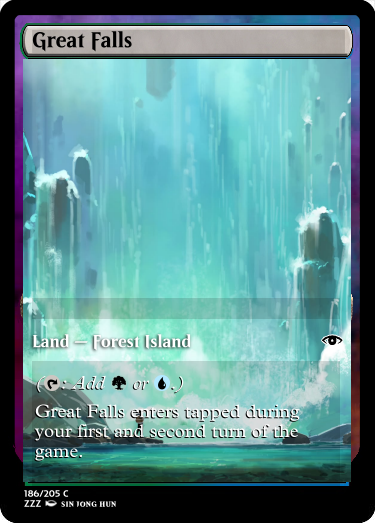 Great Falls
Land — Forest Island
(: Add or .)
Great Falls enters tapped during
your first and second turn of the
game.
186/205 C
ZZZ SIN JONG HUN